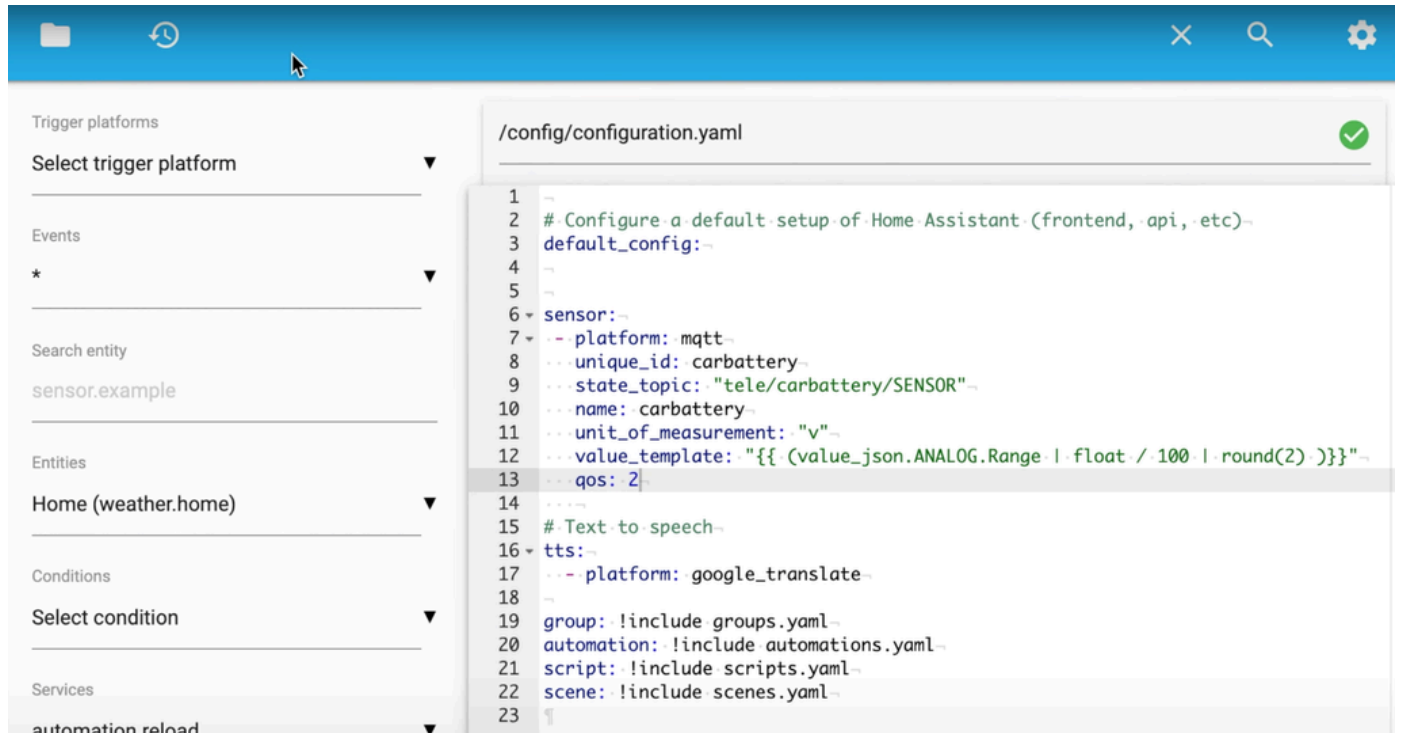 Trigger platforms
Select trigger platform
Events
*
Search entity
sensor.example
Entities
Home (weather.home)
Conditions
Select condition
Services
automation.reload
/config/configuration.yaml
1
2 # Configure a default setup of Home Assistant (frontend, api, etc)
3 default_config:
4
5
6 sensor:
7  - platform: mqtt
8    unique_id: carbattery
9    state_topic: "tele/carbattery/SENSOR"
10    name: carbattery
11    unit_of_measurement: "v"
12    value_template: "{{ (value_json.ANALOG.Range | float / 100 | round(2) )}}"
13    qos: 2
14
15 # Text to speech
16 tts:
17   - platform: google_translate
18
19 group: !include groups.yaml
20 automation: !include automations.yaml
21 script: !include scripts.yaml
22 scene: !include scenes.yaml
23